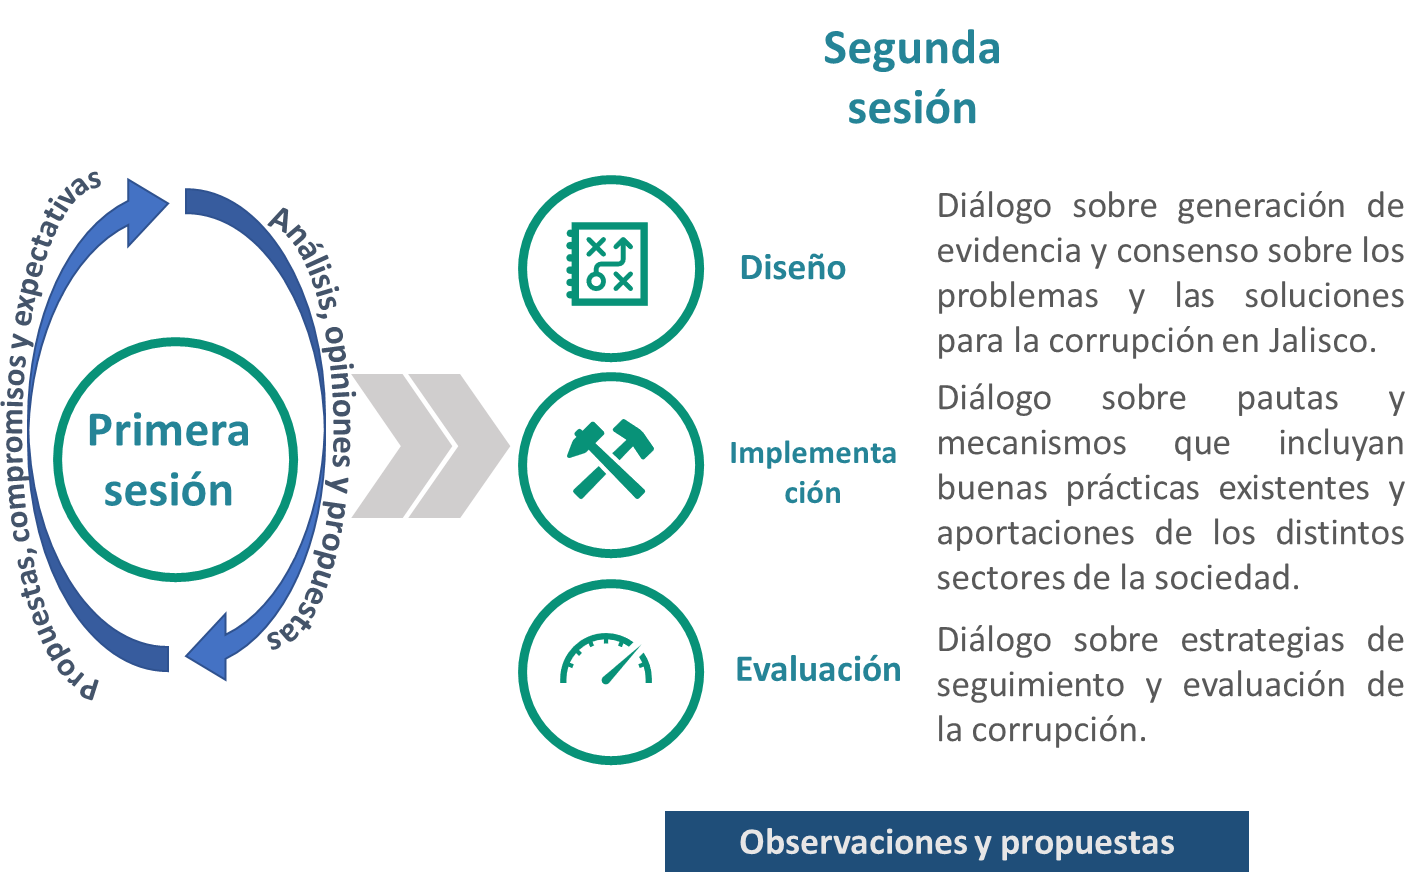 Segunda
sesión
Propuestas, compromisos y expectativas
Análisis, opiniones y propuestas
Primera
sesión
Diseño
Diálogo sobre generación de
evidencia y consenso sobre los
problemas y las soluciones
para la corrupción en Jalisco.
Implementa
ción
Diálogo sobre pautas y
mecanismos que incluyan
buenas prácticas existentes y
aportaciones de los distintos
sectores de la sociedad.
Evaluación
Diálogo sobre estrategias de
seguimiento y evaluación de
la corrupción.
Observaciones y propuestas